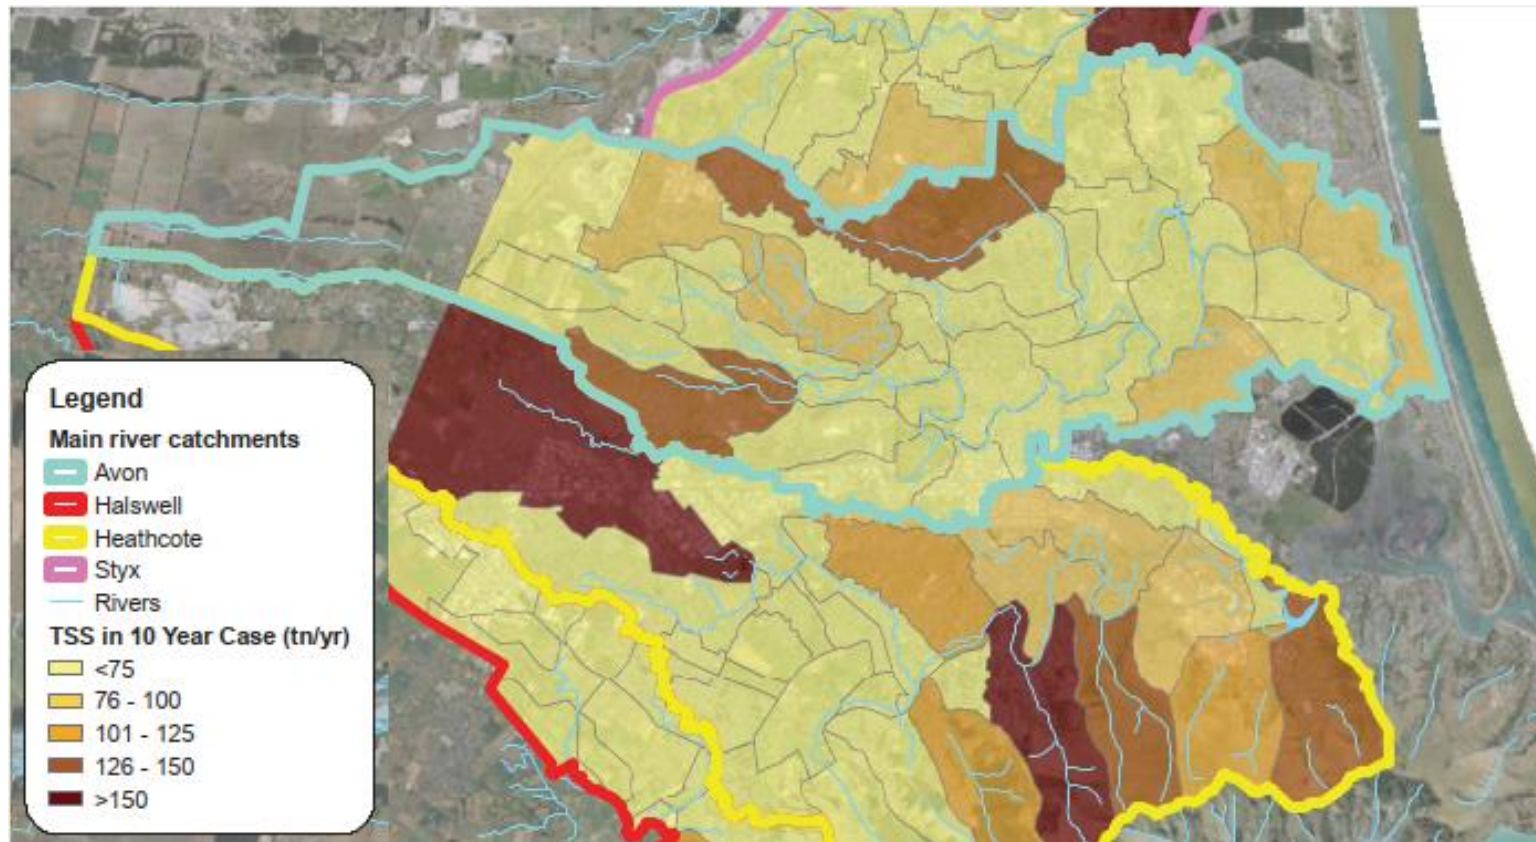 Legend
Main river catchments
Avon
Halswell
Heathcote
Styx
Rivers
TSS in 10 Year Case (tn/yr)
<75
76 - 100
101 - 125
126 - 150
>150